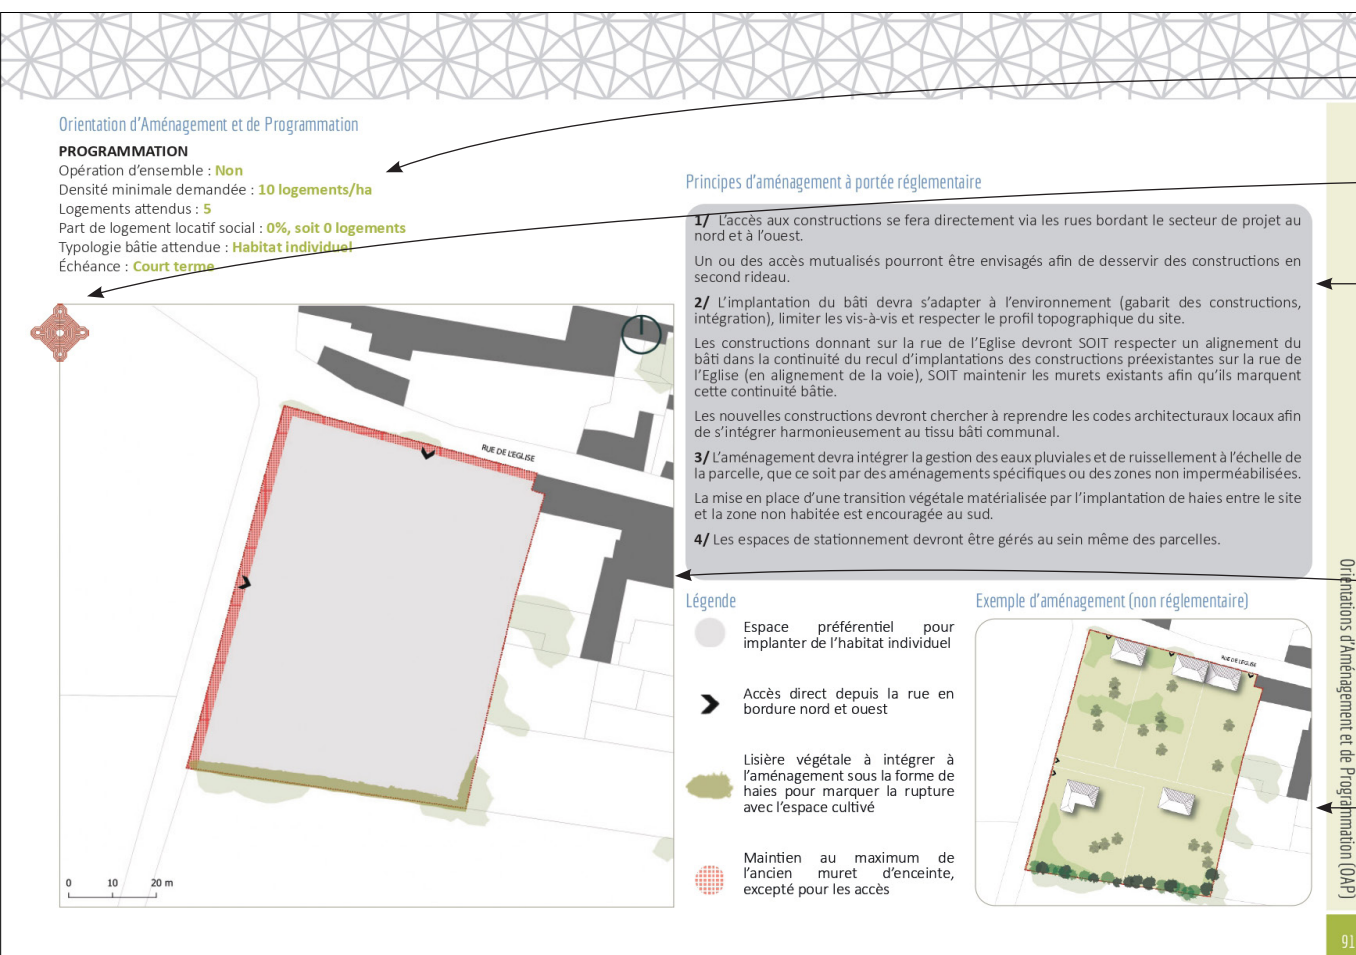 Orientation d'Aménagement et de Programmation
PROGRAMMATION
Opération d'ensemble : Non
Densité minimale demandée : 10 logements/ha
Logements attendus : 5
Part de logement locatif social : 0%, soit 0 logements
Typologie bâtie attendue : Habitat individuel
Échéance : Court terme
RUE DE L'EGLISE
0 10 20 m
Principes d'aménagement à portée réglementaire
1/ L'accès aux constructions se fera directement via les rues bordant le secteur de projet au
nord et à l'ouest.
Un ou des accès mutualisés pourront être envisagés afin de desservir des constructions en
second rideau.
2/ L'implantation du bâti devra s'adapter à l'environnement (gabarit des constructions,
intégration), limiter les vis-à-vis et respecter le profil topographique du site.
Les constructions donnant sur la rue de l'Eglise devront SOIT respecter un alignement du
bâti dans la continuité du recul d'implantations des constructions préexistantes sur la rue de
l'Eglise (en alignement de la voie), SOIT maintenir les murets existants afin qu'ils marquent
cette continuité bâtie.
Les nouvelles constructions devront chercher à reprendre les codes architecturaux locaux afin
de s'intégrer harmonieusement au tissu bâti communal.
3/ L'aménagement devra intégrer la gestion des eaux pluviales et de ruissellement à l'échelle de
la parcelle, que ce soit par des aménagements spécifiques ou des zones non imperméabilisées.
La mise en place d'une transition végétale matérialisée par l'implantation de haies entre le site
et la zone non habitée est encouragée au sud.
4/ Les espaces de stationnement devront être gérés au sein même des parcelles.
Légende
Espace préférentiel pour
implanter de l'habitat individuel
Accès direct depuis la rue en
bordure nord et ouest
Lisière végétale à intégrer à
l'aménagement sous la forme de
haies pour marquer la rupture
avec l'espace cultivé
Maintien au maximum de
l'ancien muret d'enceinte,
excepté pour les accès
Exemple d'aménagement (non réglementaire)
RUE DE L'EGLISE
Orientations d'Aménagement et de Programmation (OAP)
91